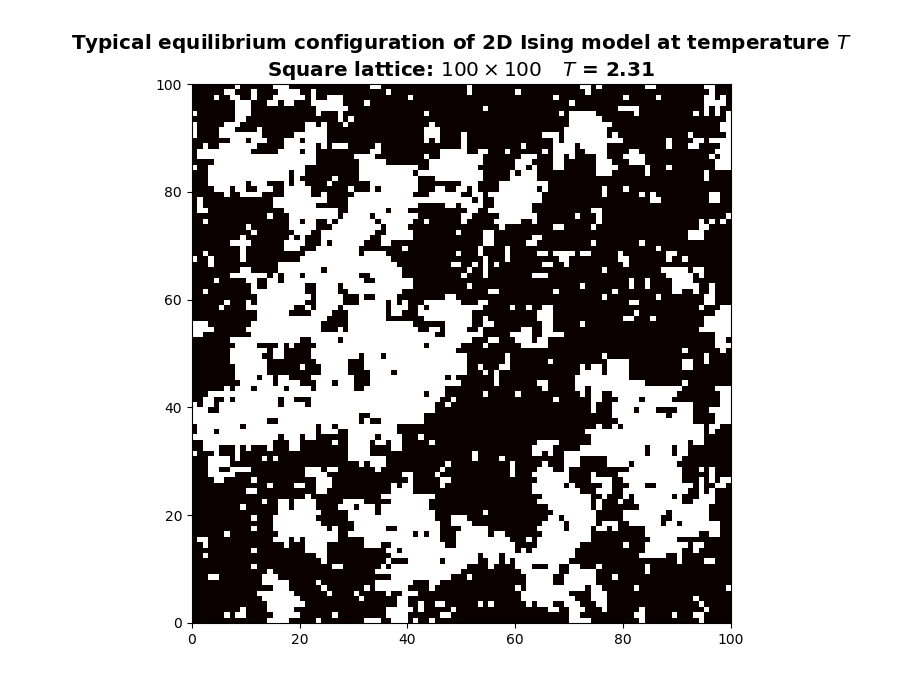 Typical equilibrium configuration of 2D Ising model at temperature T
Square lattice: 100 × 100 T = 2.31
100
80
60
40
20
0
0 20 40 60 80 100